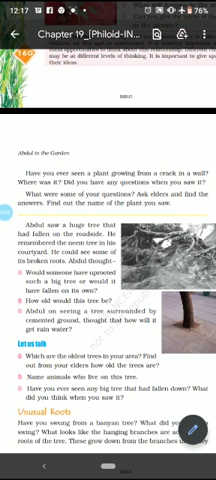 12:17
76%
Chapter 19_[Philoid-IN...
160
may be at different levels of thinking. It is important to give
their ideas.
2020-21
Abdul in the Garden
Have you ever seen a plant growing from a crack in a wall?
Where was it? Did you have any questions when you saw it?
What were some of your questions? Ask elders and find the
answers. Find out the name of the plant you saw.
Abdul saw a huge tree that
had fallen on the roadside. He
remembered the neem tree in his
courtyard. He could see some of
its broken roots. Abdul thought–
Would someone have uprooted
such a big tree or would it
have fallen on its own?
How old would this tree be?
Abdul on seeing a tree surrounded by
cemented ground, thought that how will it
get rain water?
Let us talk
Which are the oldest trees in your area? Find
out from your elders how old the trees are?
Name animals who live on this tree.
Have you ever seen any big tree that had fallen down? What
did you think when you saw it?
Unusual Roots
Have you swung from a banyan tree? What did you
swing? What looks like the hanging branches are
roots of the tree. These grow down from the branches